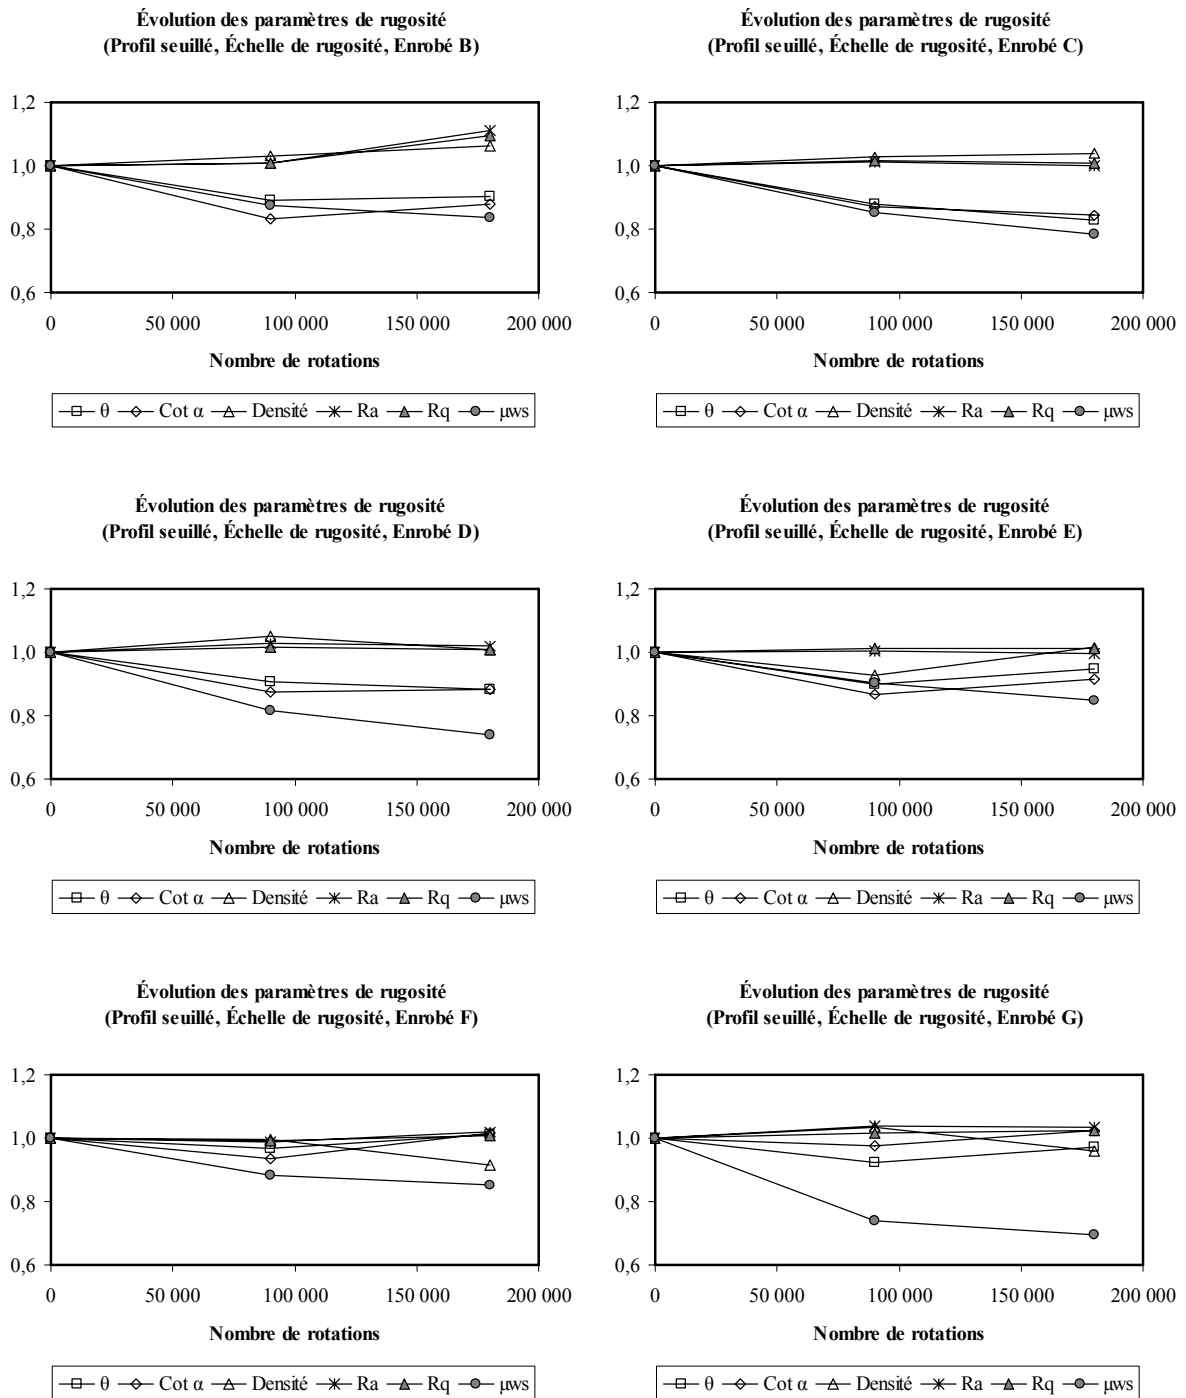 Évolution des paramètres de rugosité
(Profil seuillé, Échelle de rugosité, Enrobé B)
1,2
1,0
0,8
0,6
0 50 000 100 000 150 000 200 000
Nombre de rotations
θ Cot α Densité Ra Rq μws
Évolution des paramètres de rugosité
(Profil seuillé, Échelle de rugosité, Enrobé C)
1,2
1,0
0,8
0,6
0 50 000 100 000 150 000 200 000
Nombre de rotations
θ Cot α Densité Ra Rq μws
Évolution des paramètres de rugosité
(Profil seuillé, Échelle de rugosité, Enrobé D)
1,2
1,0
0,8
0,6
0 50 000 100 000 150 000 200 000
Nombre de rotations
θ Cot α Densité Ra Rq μws
Évolution des paramètres de rugosité
(Profil seuillé, Échelle de rugosité, Enrobé E)
1,2
1,0
0,8
0,6
0 50 000 100 000 150 000 200 000
Nombre de rotations
θ Cot α Densité Ra Rq μws
Évolution des paramètres de rugosité
(Profil seuillé, Échelle de rugosité, Enrobé F)
1,2
1,0
0,8
0,6
0 50 000 100 000 150 000 200 000
Nombre de rotations
θ Cot α Densité Ra Rq μws
Évolution des paramètres de rugosité
(Profil seuillé, Échelle de rugosité, Enrobé G)
1,2
1,0
0,8
0,6
0 50 000 100 000 150 000 200 000
Nombre de rotations
θ Cot α Densité Ra Rq μws